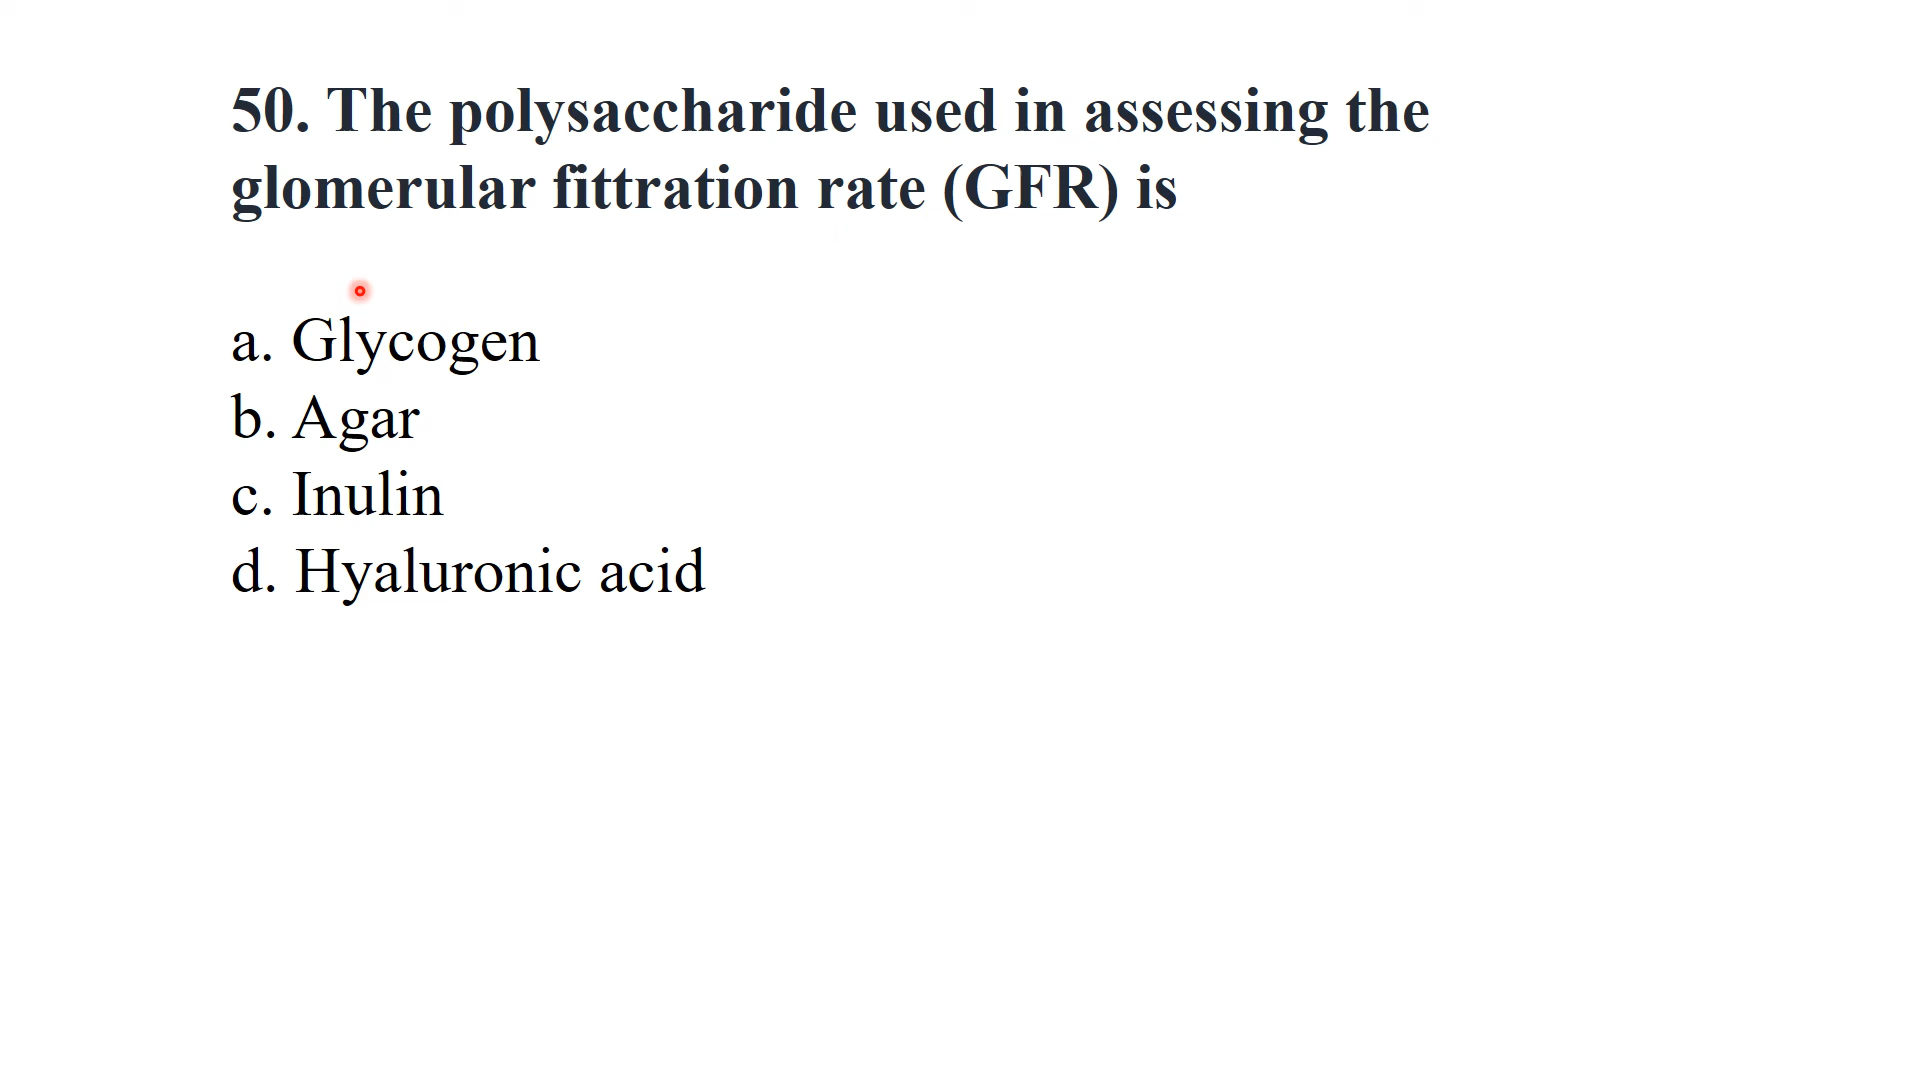 50. The polysaccharide used in assessing the
glomerular fittration rate (GFR) is
a. Glycogen
b. Agar
c. Inulin
d. Hyaluronic acid